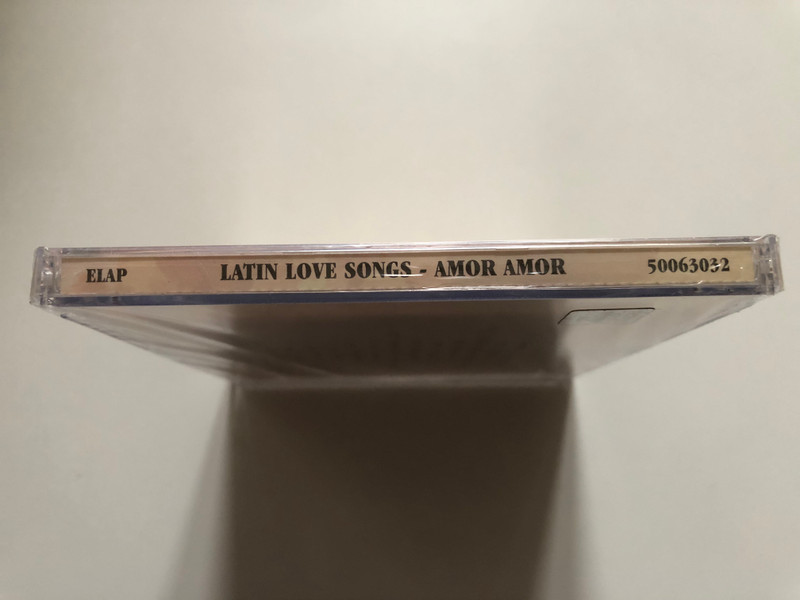 ELAP LATIN LOVE SONGS - AMOR AMOR 50063032